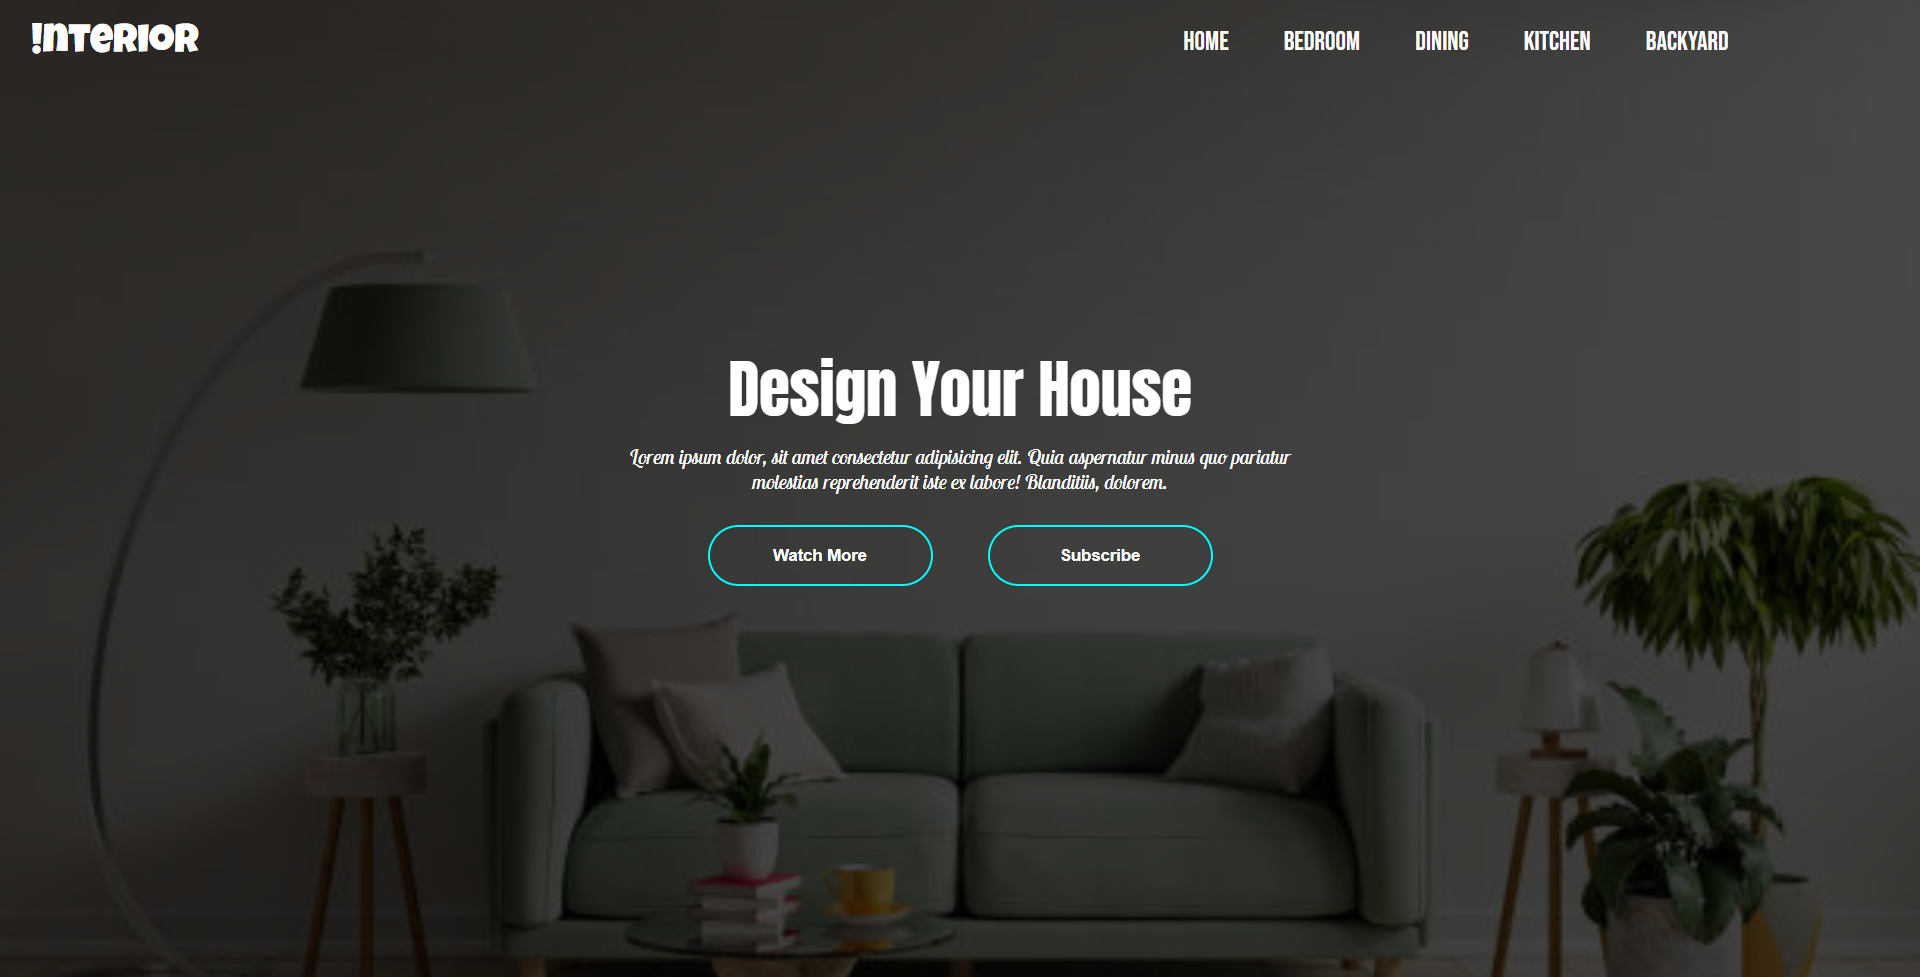 !nterior
HOME BEDROOM DINING KITCHEN BACKYARD
Design Your House
Lorem ipsum dolor, sit amet consectetur adipisicing elit. Quia aspernatur minus quo pariatur
molestias reprehenderit iste ex labore! Blanditiis, dolorem.
Watch More Subscribe